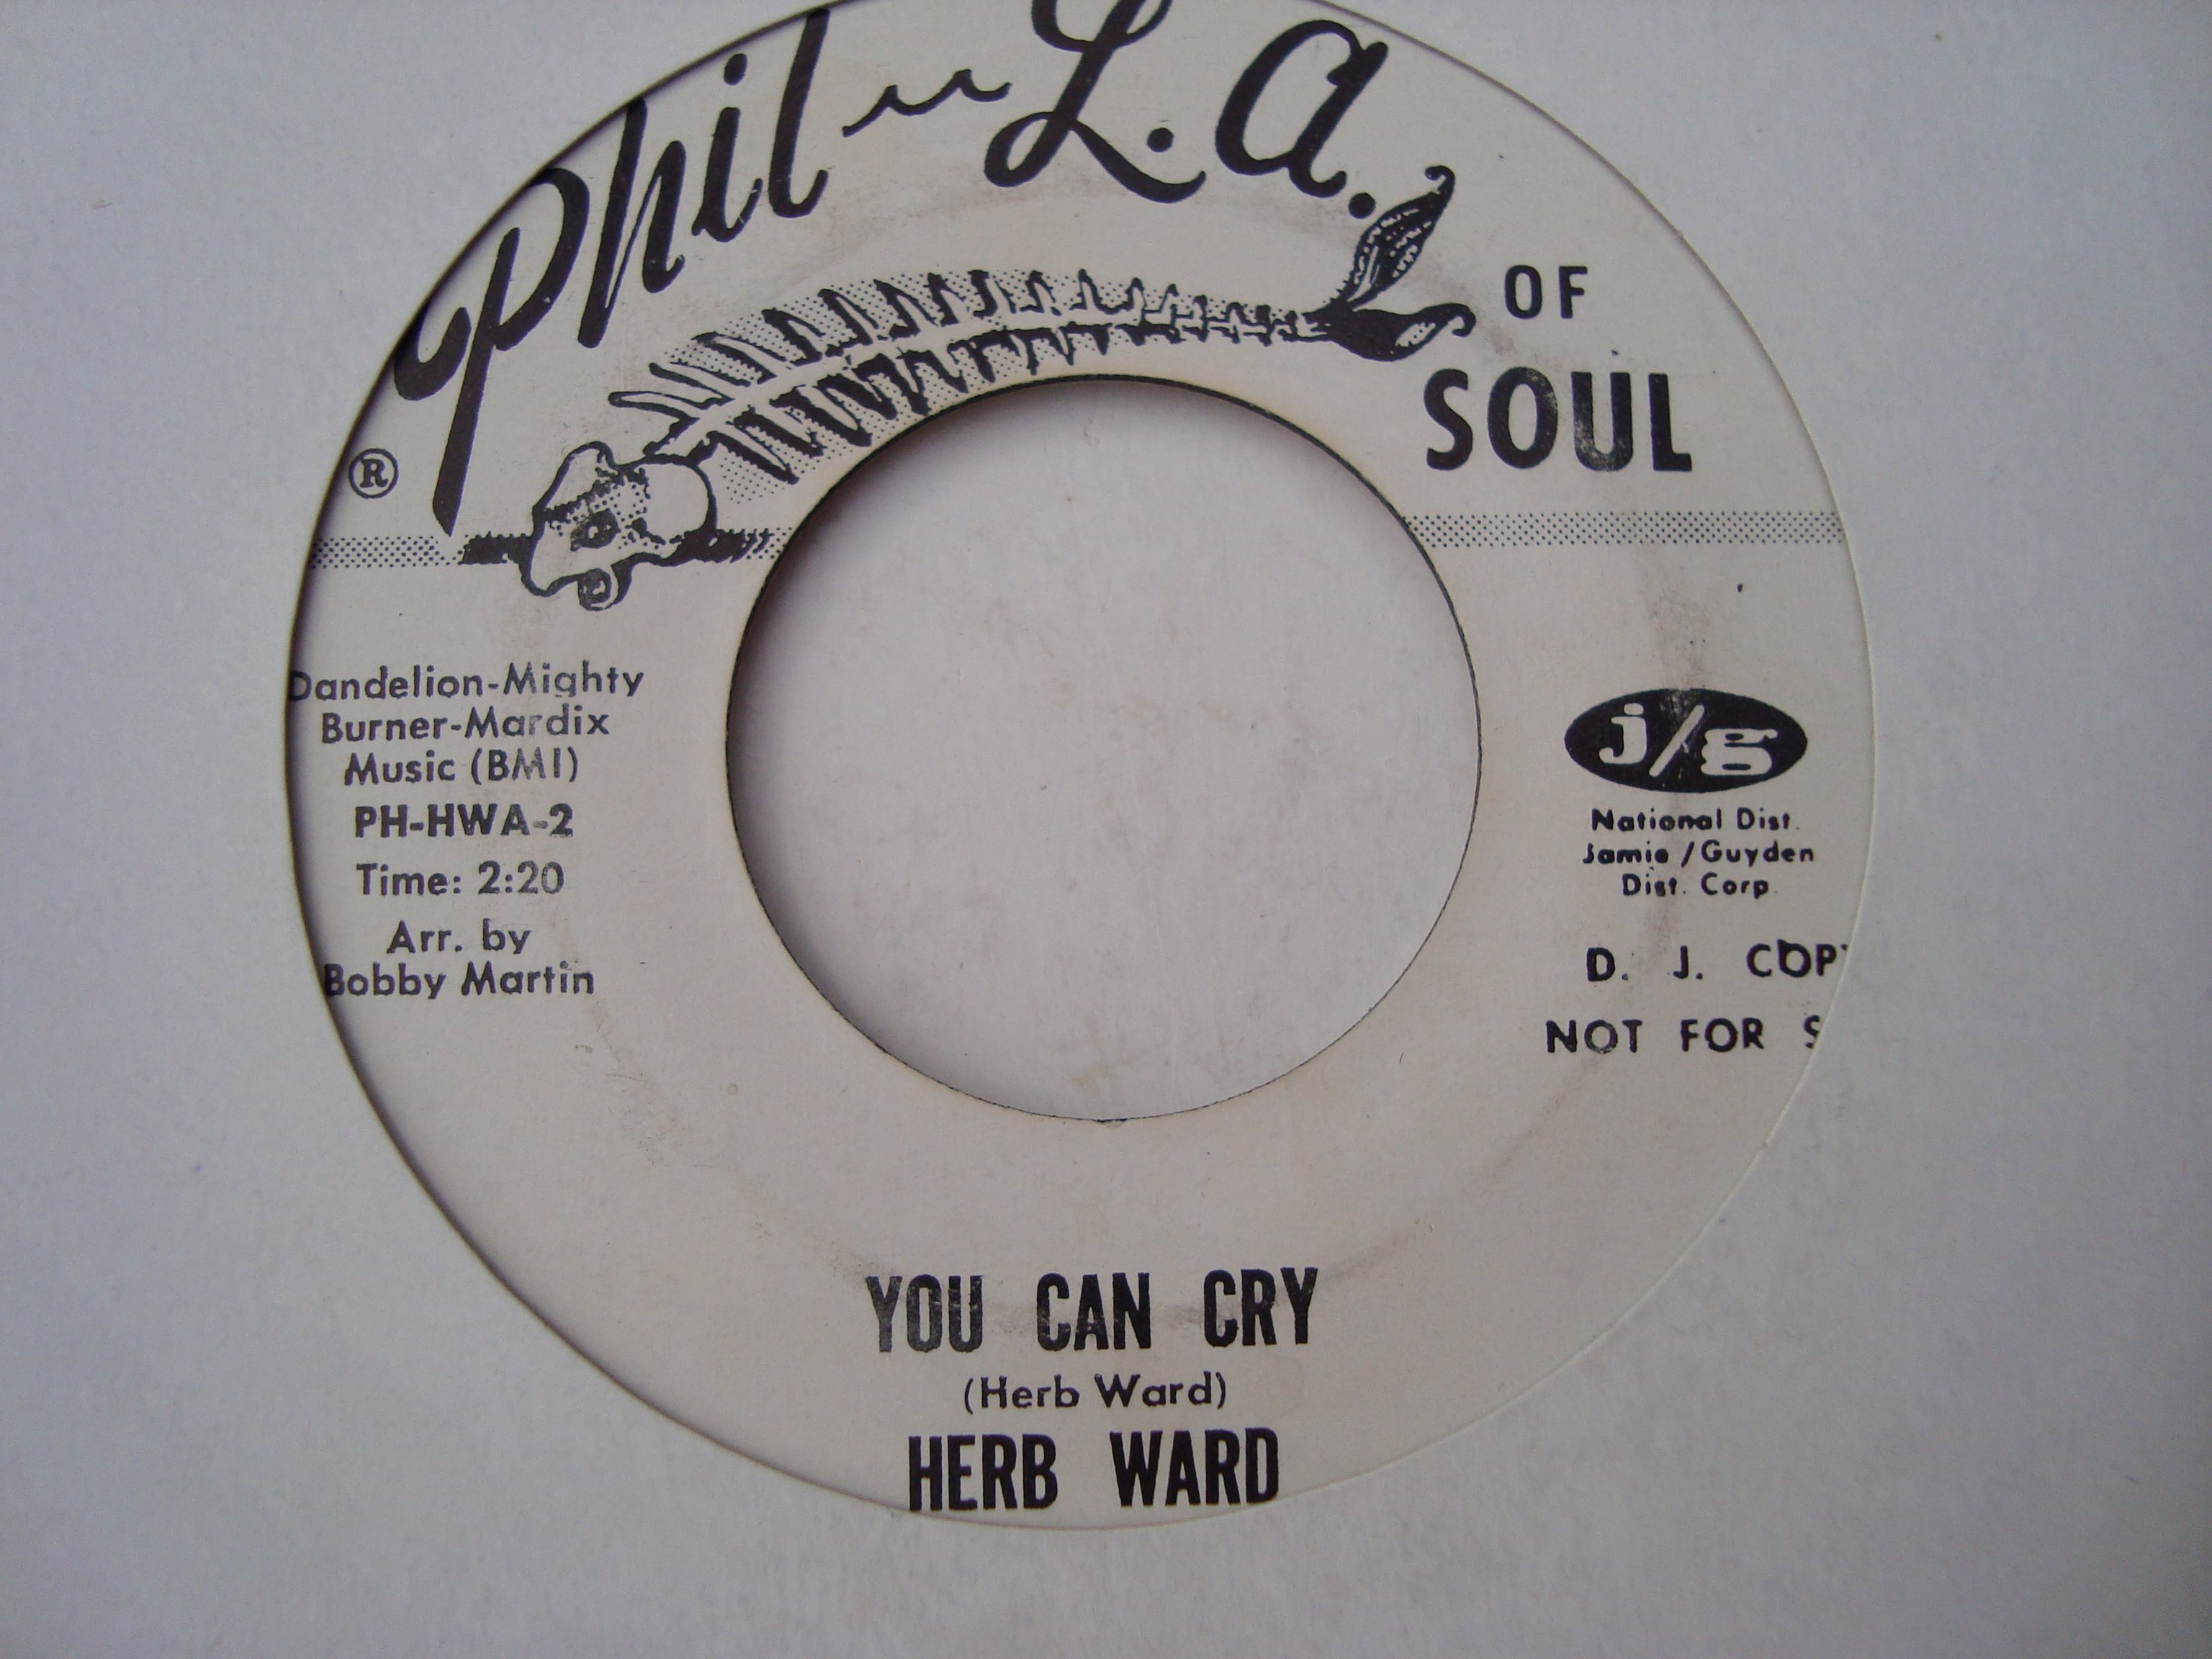 Phil-L.A.
OF
SOUL
®
Dandelion-Mighty
Burner-Mardix
Music (BMI)
PH-HWA-2
Time: 2:20
Arr. by
Bobby Martin
j/g
National Dist.
Jamie / Guyden
Dist. Corp.
D. J. COP
NOT FOR S
YOU CAN CRY
(Herb Ward)
HERB WARD